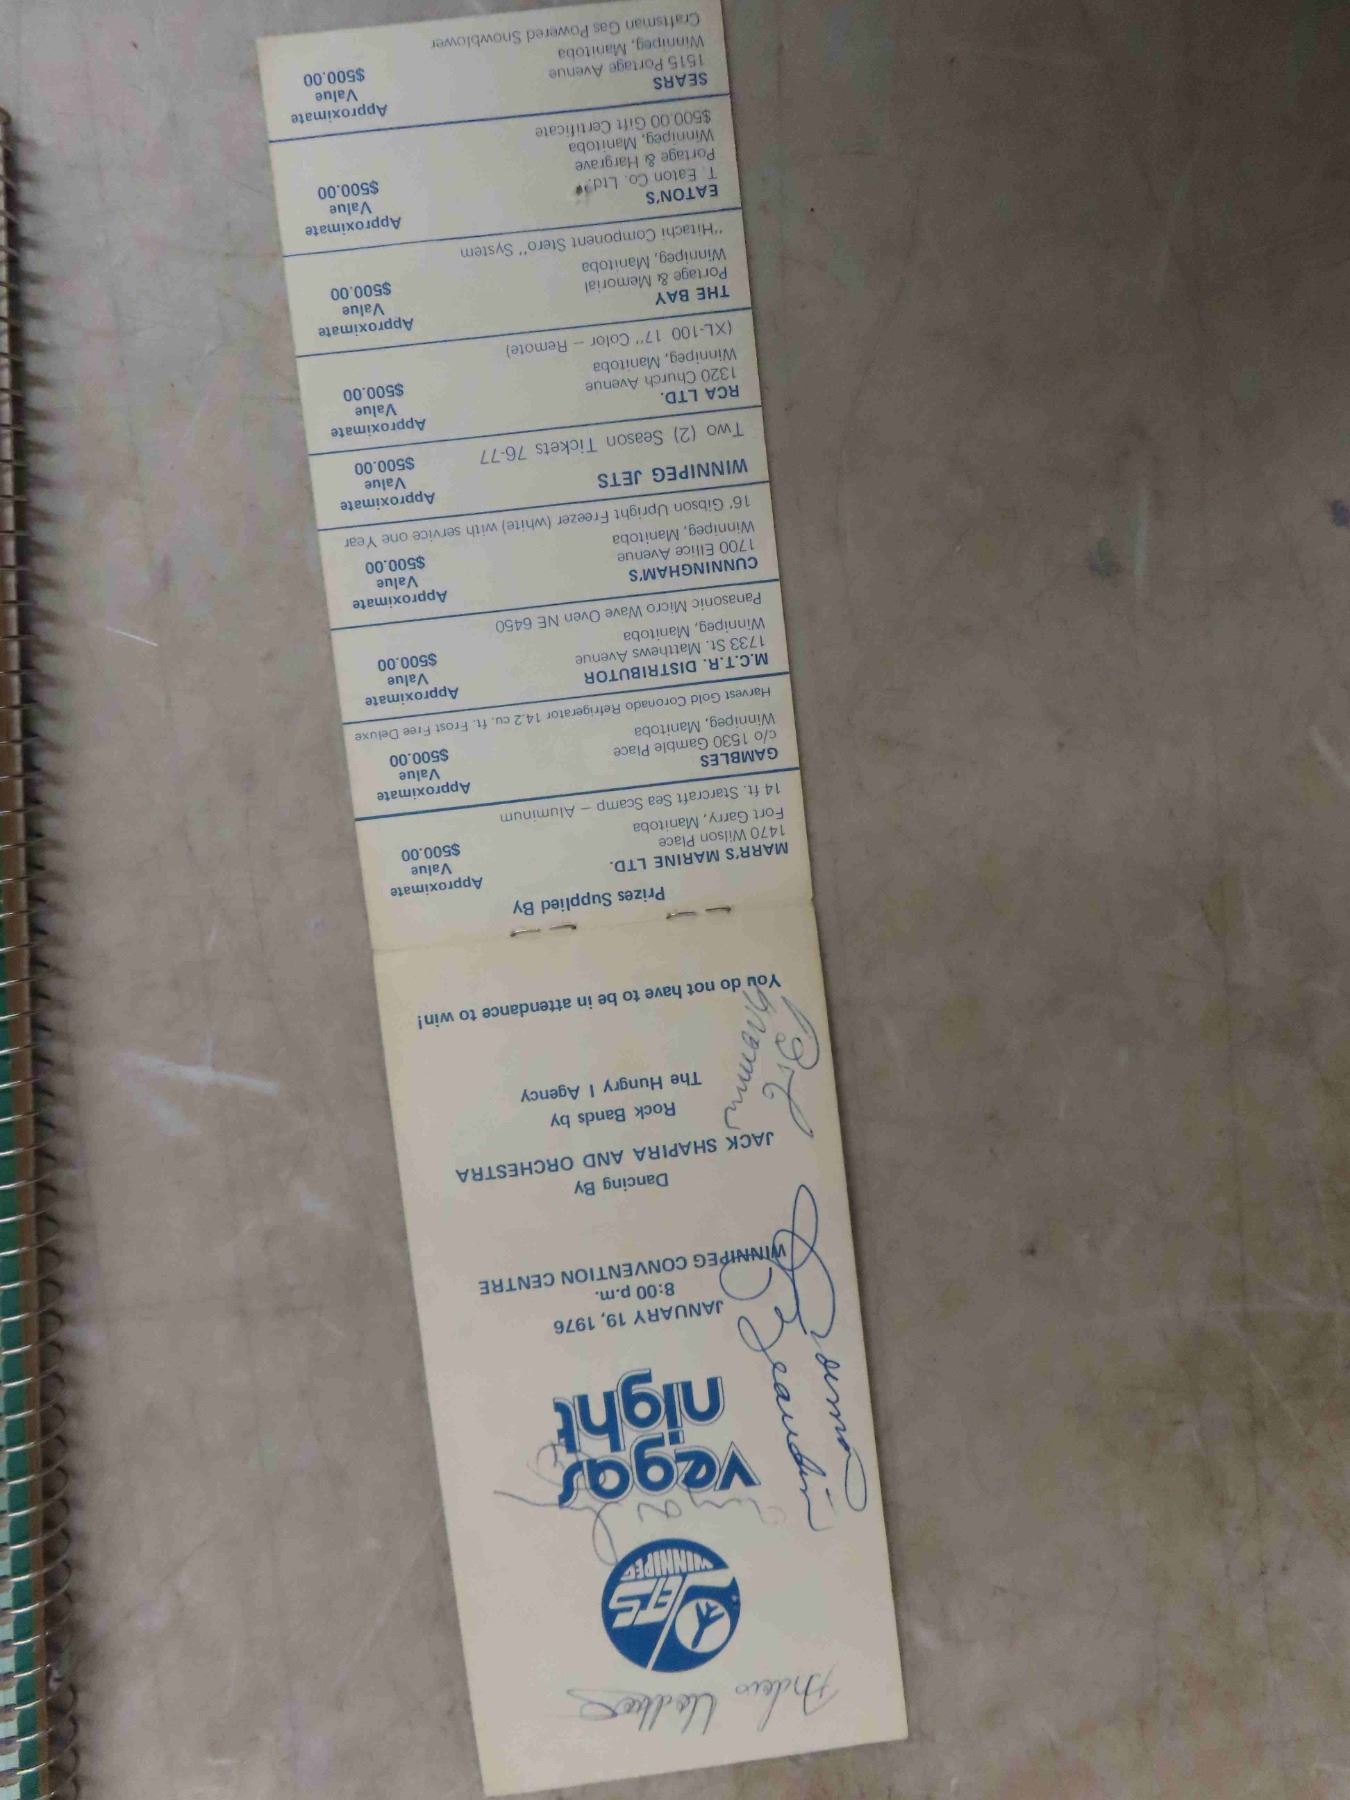 WINNIPEG
JETS
vegas
night
JANUARY 19, 1976
8:00 p.m.
WINNIPEG CONVENTION CENTRE
Dancing By
JACK SHAPIRA AND ORCHESTRA
Rock Bands by
The Hungry I Agency
You do not have to be in attendance to win!
Prizes Supplied By
MARR'S MARINE LTD.
1470 Wilson Place
Fort Garry, Manitoba
14 ft. Starcraft Sea Scamp – Aluminum
Approximate
Value
$500.00
GAMBLES
c/o 1530 Gamble Place
Winnipeg, Manitoba
Harvest Gold Coronado Refrigerator 14.2 cu. ft. Frost Free Deluxe
Approximate
Value
$500.00
M.C.T.R. DISTRIBUTOR
1733 St. Matthews Avenue
Winnipeg, Manitoba
Panasonic Micro Wave Oven NE 6450
Approximate
Value
$500.00
CUNNINGHAM'S
1700 Ellice Avenue
Winnipeg, Manitoba
16' Gibson Upright Freezer (white) with service one Year
Approximate
Value
$500.00
WINNIPEG JETS
Two (2) Season Tickets 76-77
Approximate
Value
$500.00
RCA LTD.
1320 Church Avenue
Winnipeg, Manitoba
(XL-100 17" Color – Remote)
Approximate
Value
$500.00
THE BAY
Portage & Memorial
Winnipeg, Manitoba
"Hitachi Component Stero" System
Approximate
Value
$500.00
EATON'S
T. Eaton Co. Ltd.
Portage & Hargrave
Winnipeg, Manitoba
$500.00 Gift Certificate
Approximate
Value
$500.00
SEARS
1515 Portage Avenue
Winnipeg, Manitoba
Craftsman Gas Powered Snowblower
Approximate
Value
$500.00